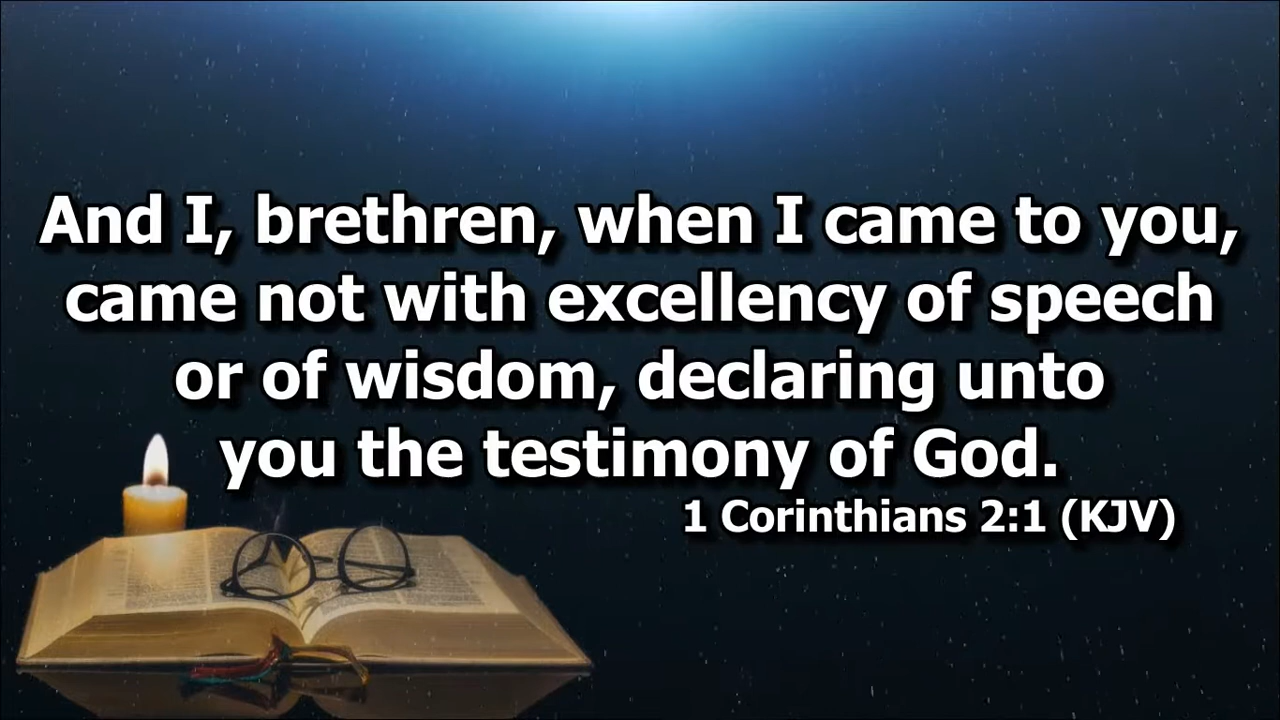 And I, brethren, when I came to you,
came not with excellency of speech
or of wisdom, declaring unto
you the testimony of God.
1 Corinthians 2:1 (KJV)